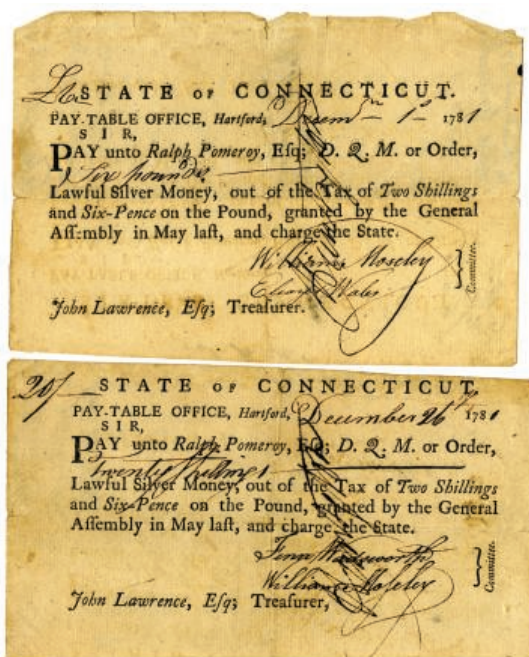 £6.— STATE OF CONNECTICUT.
PAY-TABLE OFFICE, Hartford, Decem 1st 1781
SIR,
PAY unto Ralph Pomeroy, Eſq; D. Q. M. or Order,
Six pounds
Lawful Silver Money, out of the Tax of Two Shillings
and Six-Pence on the Pound, granted by the General
Aſſembly in May laſt, and charge the State.
William Moseley
Eleazr Wales
Committee.
John Lawrence, Eſq; Treaſurer.
20/ STATE OF CONNECTICUT,
PAY-TABLE OFFICE, Hartford, December 26th 1781
SIR,
PAY unto Ralph Pomeroy, ESQ; D. Q. M. or Order,
Twenty Shillings
Lawful Silver Money, out of the Tax of Two Shillings
and Six-Pence on the Pound, granted by the General
Aſſembly in May laſt, and charge the State.
Fenn Wadsworth
William Moseley
Committee.
John Lawrence, Eſq; Treaſurer,